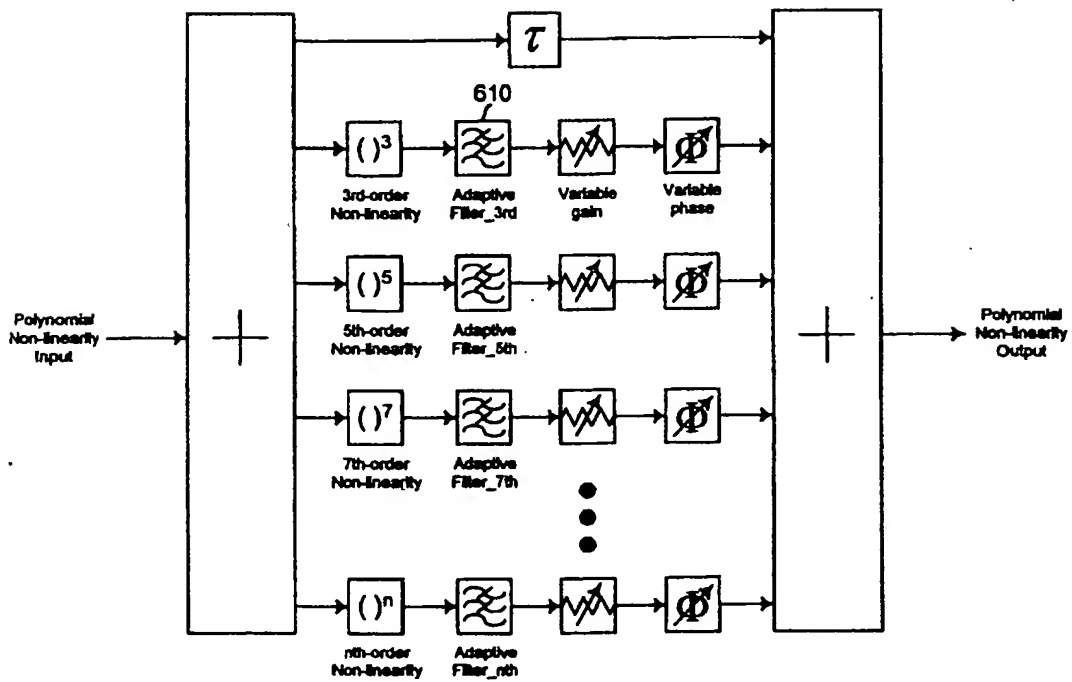 τ
610
( )³
3rd-order
Non-linearity
Adaptive
Filter_3rd
Variable
gain
Φ
Variable
phase
( )⁵
5th-order
Non-linearity
Adaptive
Filter_5th
Φ
Polynomial
Non-linearity
Input
+
+
Polynomial
Non-linearity
Output
( )⁷
7th-order
Non-linearity
Adaptive
Filter_7th
Φ
( )ⁿ
nth-order
Non-linearity
Adaptive
Filter_nth
Φ